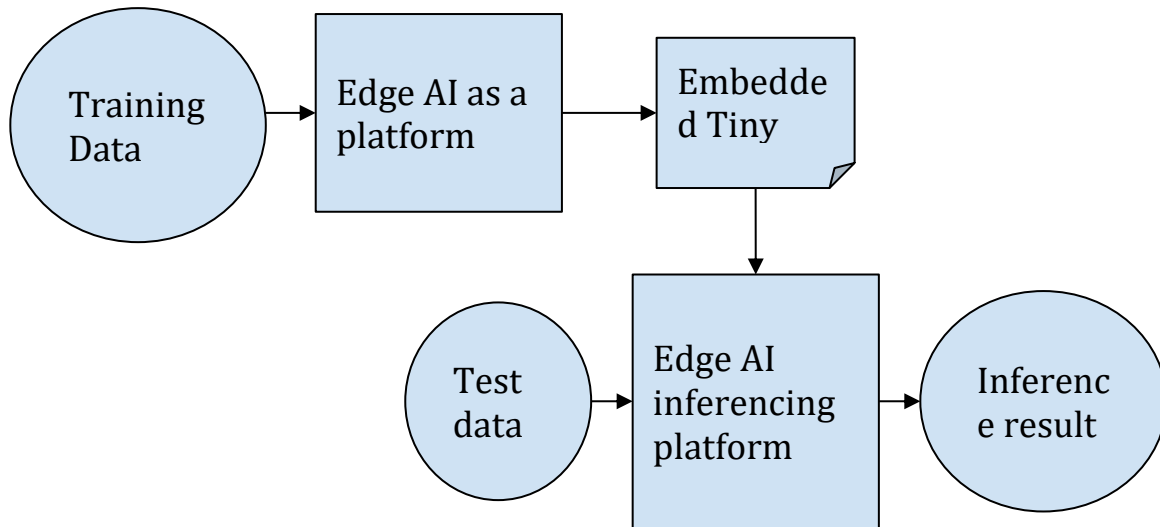 Training
Data
Edge AI as a
platform
Embedde
d Tiny
Test
data
Edge AI
inferencing
platform
Inferenc
e result